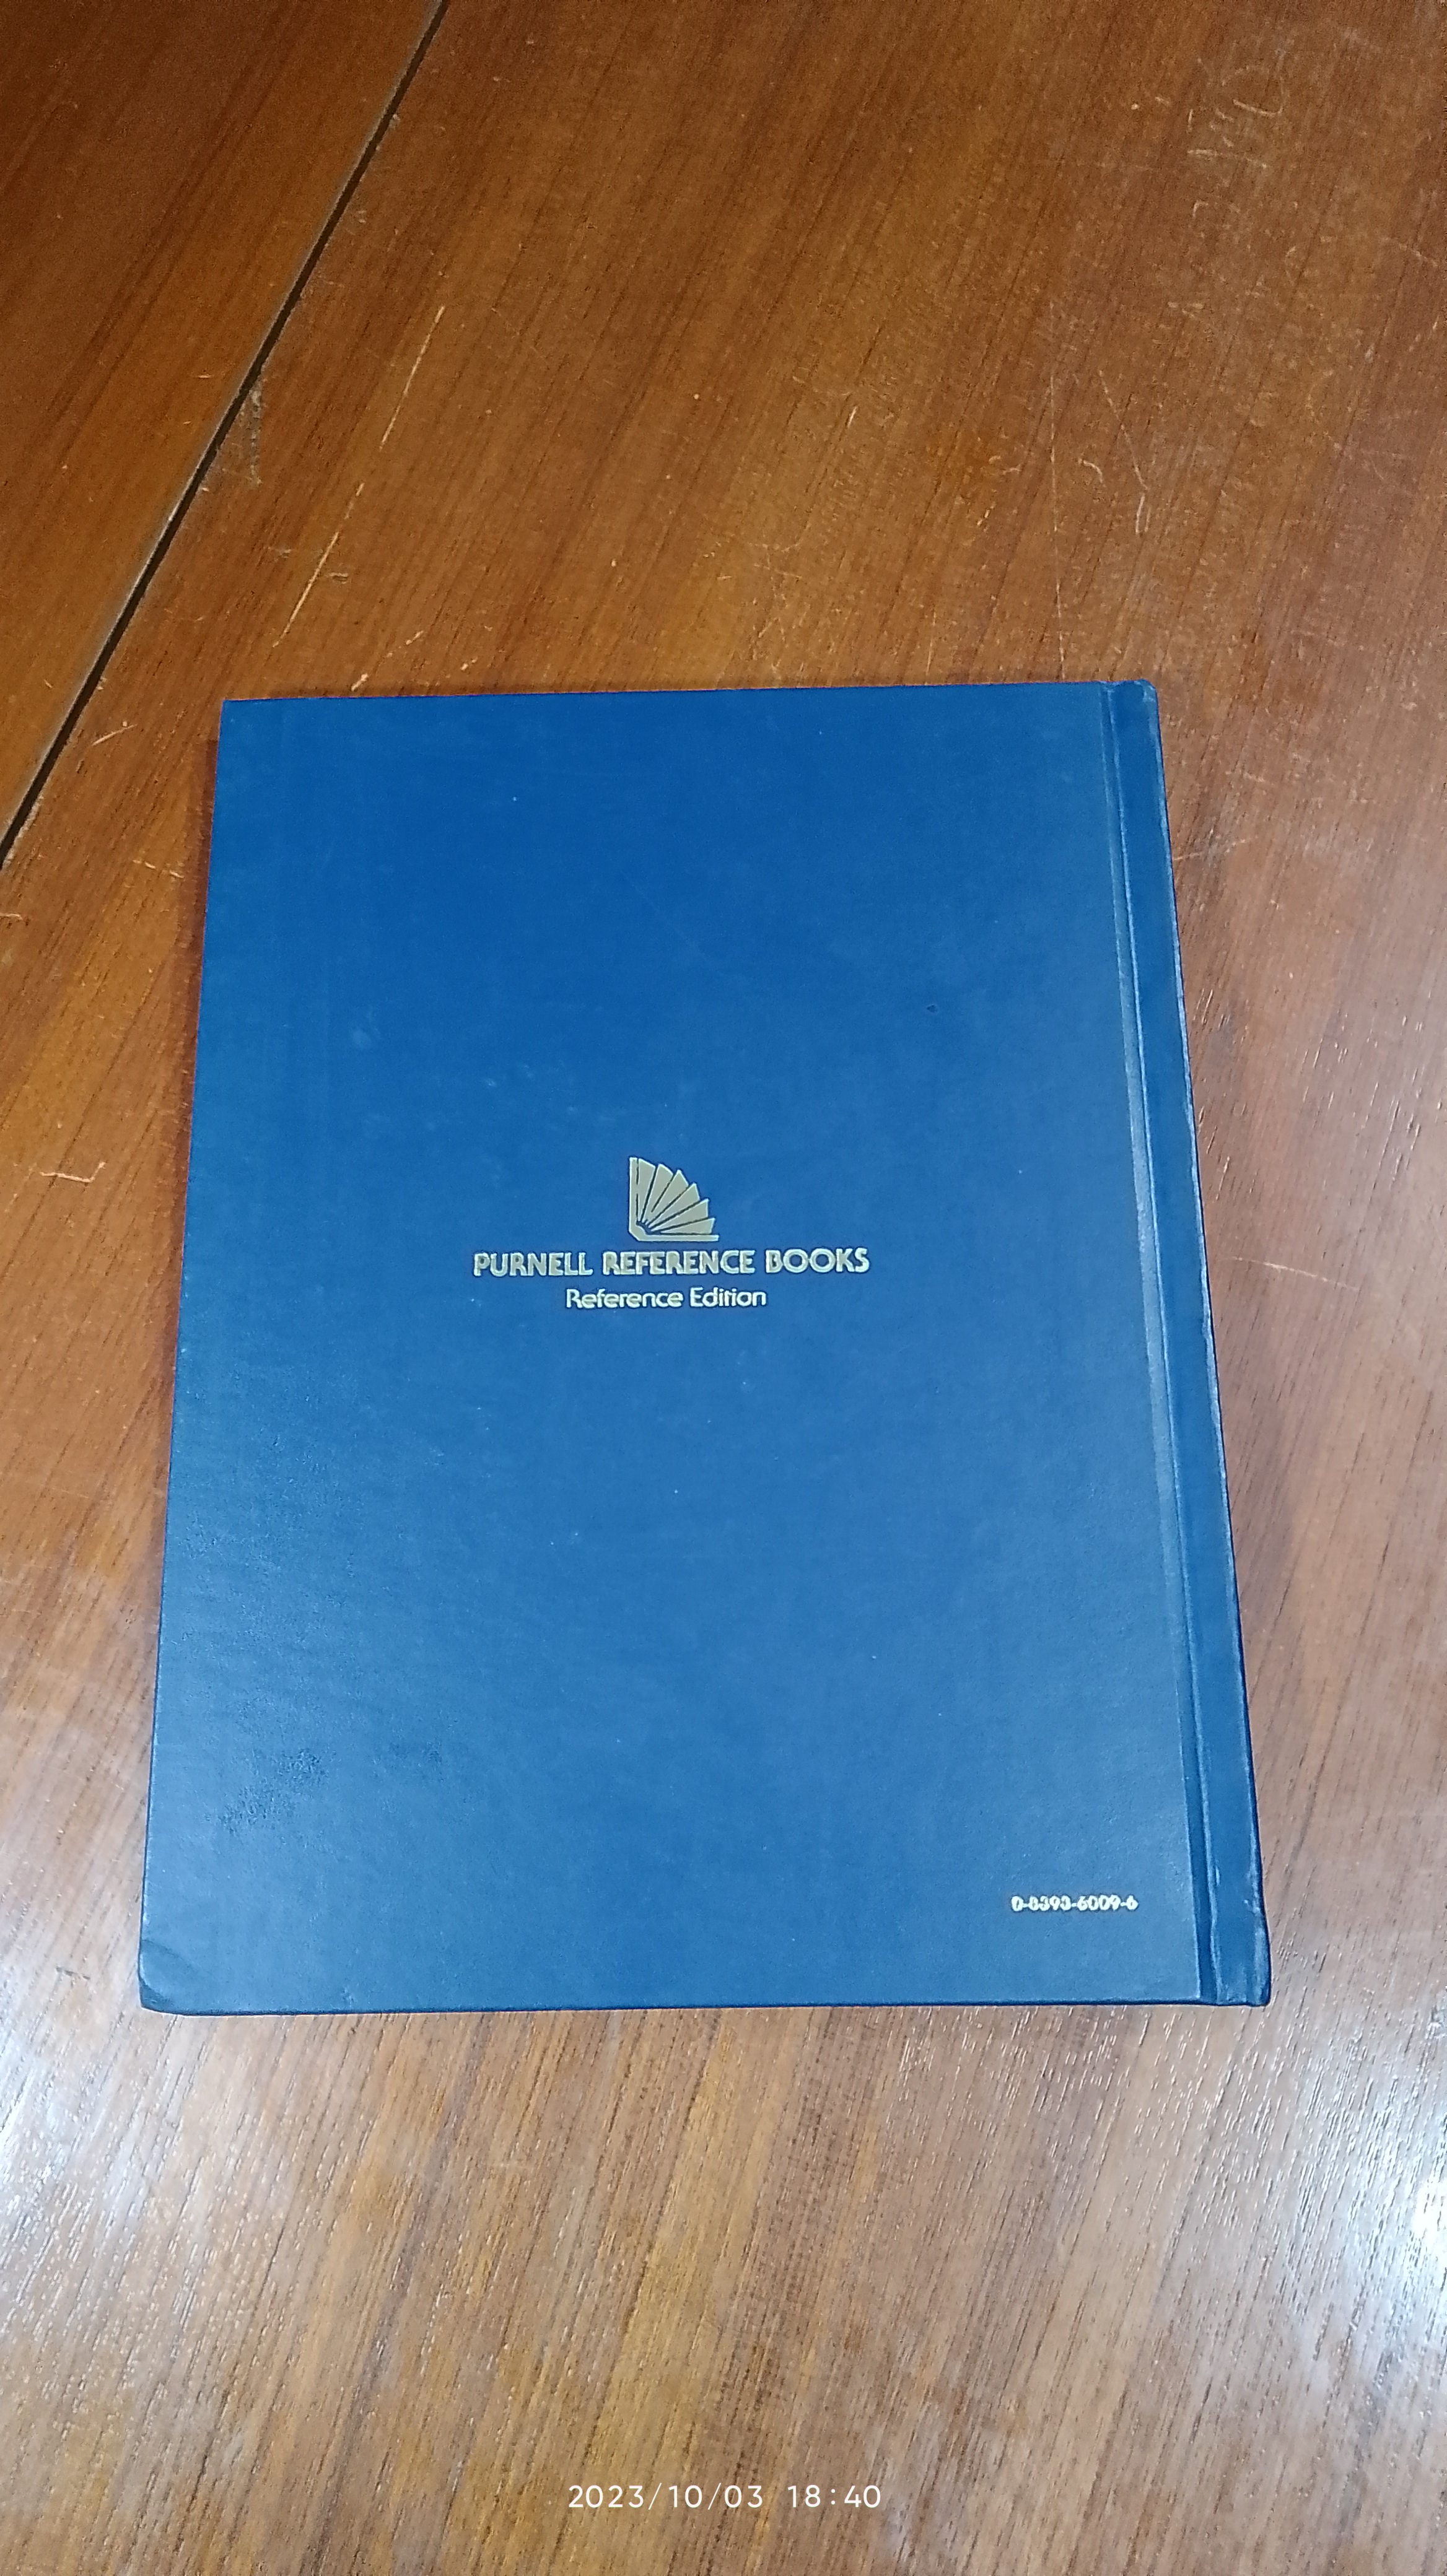 PURNELL REFERENCE BOOKS
Reference Edition
0-8393-6009-6
2023/10/03 18:40